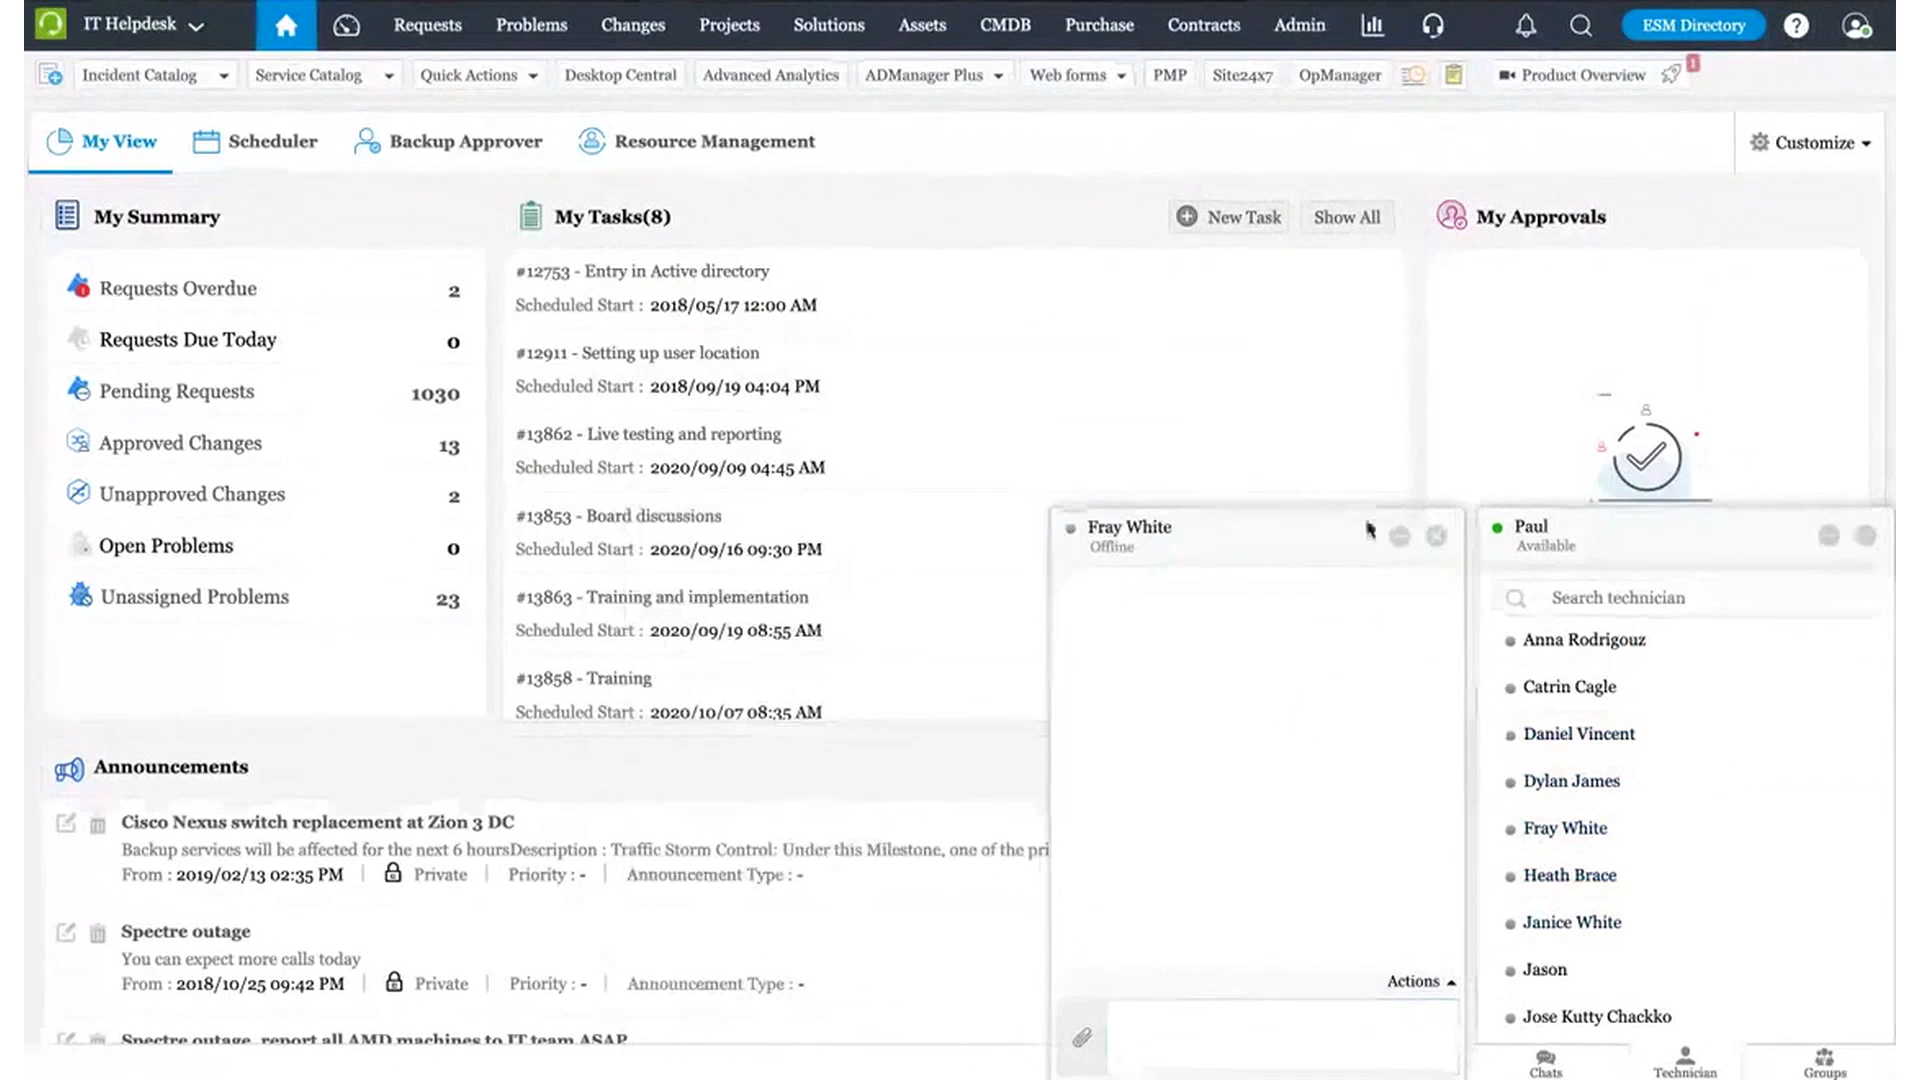 IT Helpdesk
Requests Problems Changes Projects Solutions Assets CMDB Purchase Contracts Admin
ESM Directory ?
Incident Catalog Service Catalog Quick Actions Desktop Central Advanced Analytics ADManager Plus Web forms PMP Site24x7 OpManager Product Overview 1
My View Scheduler Backup Approver Resource Management Customize
My Summary
Requests Overdue 2
Requests Due Today 0
Pending Requests 1030
Approved Changes 13
Unapproved Changes 2
Open Problems 0
Unassigned Problems 23
My Tasks(8) New Task Show All
#12753 - Entry in Active directory
Scheduled Start : 2018/05/17 12:00 AM
#12911 - Setting up user location
Scheduled Start : 2018/09/19 04:04 PM
#13862 - Live testing and reporting
Scheduled Start : 2020/09/09 04:45 AM
#13853 - Board discussions
Scheduled Start : 2020/09/16 09:30 PM
#13863 - Training and implementation
Scheduled Start : 2020/09/19 08:55 AM
#13858 - Training
Scheduled Start : 2020/10/07 08:35 AM
My Approvals
Announcements
Cisco Nexus switch replacement at Zion 3 DC
Backup services will be affected for the next 6 hoursDescription : Traffic Storm Control: Under this Milestone, one of the pri
From : 2019/02/13 02:35 PM | Private | Priority : - | Announcement Type : -
Spectre outage
You can expect more calls today
From : 2018/10/25 09:42 PM | Private | Priority : - | Announcement Type : -
Spectre outage, report all AMD machines to IT team ASAP
Fray White
Offline
Actions
Paul
Available
Search technician
Anna Rodrigouz
Catrin Cagle
Daniel Vincent
Dylan James
Fray White
Heath Brace
Janice White
Jason
Jose Kutty Chackko
Chats Technician Groups